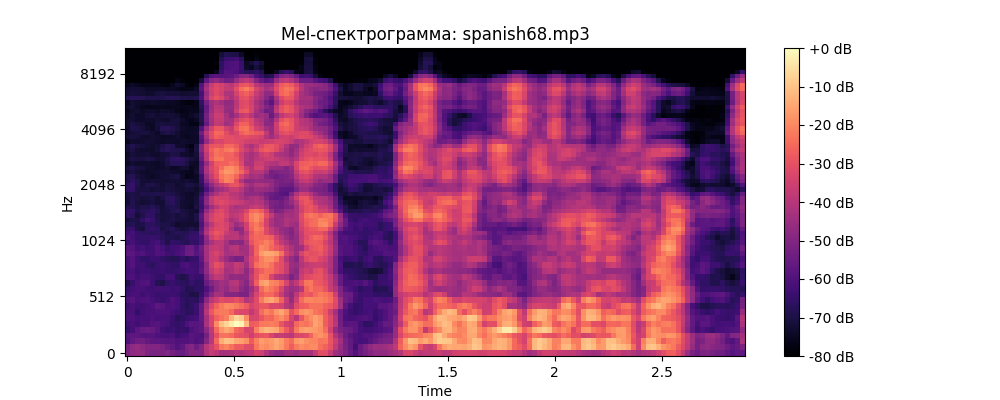 Mel-спектрограмма: spanish68.mp3
Hz
8192
4096
2048
1024
512
0
0
0.5
1
1.5
2
2.5
Time
+0 dB
-10 dB
-20 dB
-30 dB
-40 dB
-50 dB
-60 dB
-70 dB
-80 dB